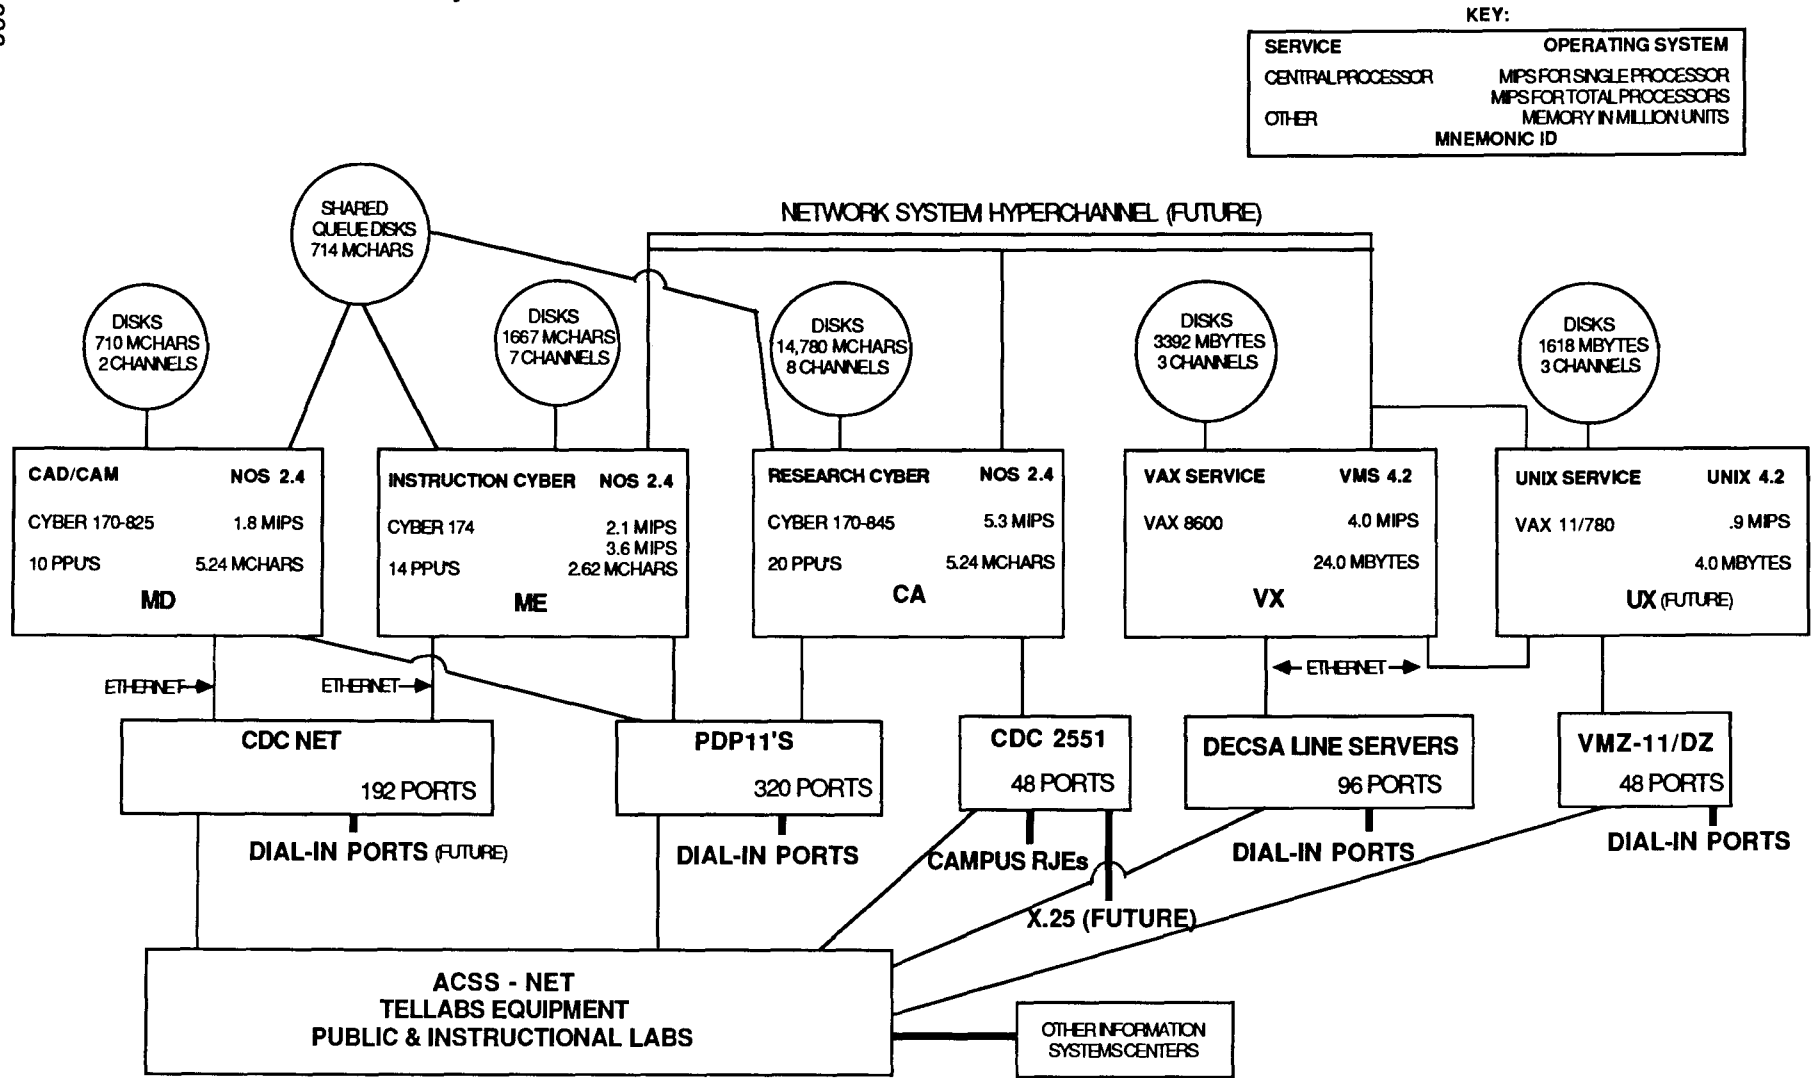 KEY:
SERVICE OPERATING SYSTEM
CENTRAL PROCESSOR MIPS FOR SINGLE PROCESSOR
MIPS FOR TOTAL PROCESSORS
OTHER MEMORY IN MILLION UNITS
MNEMONIC ID
SHARED
QUEUE DISKS
714 MCHARS
NETWORK SYSTEM HYPERCHANNEL (FUTURE)
DISKS
710 MCHARS
2 CHANNELS
DISKS
1667 MCHARS
7 CHANNELS
DISKS
14,780 MCHARS
8 CHANNELS
DISKS
3392 MBYTES
3 CHANNELS
DISKS
1618 MBYTES
3 CHANNELS
CAD/CAM NOS 2.4
CYBER 170-825 1.8 MIPS
10 PPU'S 5.24 MCHARS
MD
INSTRUCTION CYBER NOS 2.4
CYBER 174 2.1 MIPS
3.6 MIPS
14 PPU'S 2.62 MCHARS
ME
RESEARCH CYBER NOS 2.4
CYBER 170-845 5.3 MIPS
20 PPU'S 5.24 MCHARS
CA
VAX SERVICE VMS 4.2
VAX 8600 4.0 MIPS
24.0 MBYTES
VX
UNIX SERVICE UNIX 4.2
VAX 11/780 .9 MIPS
4.0 MBYTES
UX (FUTURE)
ETHERNET
ETHERNET
ETHERNET
CDC NET
192 PORTS
PDP11'S
320 PORTS
CDC 2551
48 PORTS
DECSA LINE SERVERS
96 PORTS
VMZ-11/DZ
48 PORTS
DIAL-IN PORTS (FUTURE)
DIAL-IN PORTS
CAMPUS RJEs
X.25 (FUTURE)
DIAL-IN PORTS
DIAL-IN PORTS
ACSS - NET
TELLABS EQUIPMENT
PUBLIC & INSTRUCTIONAL LABS
OTHER INFORMATION
SYSTEMS CENTERS